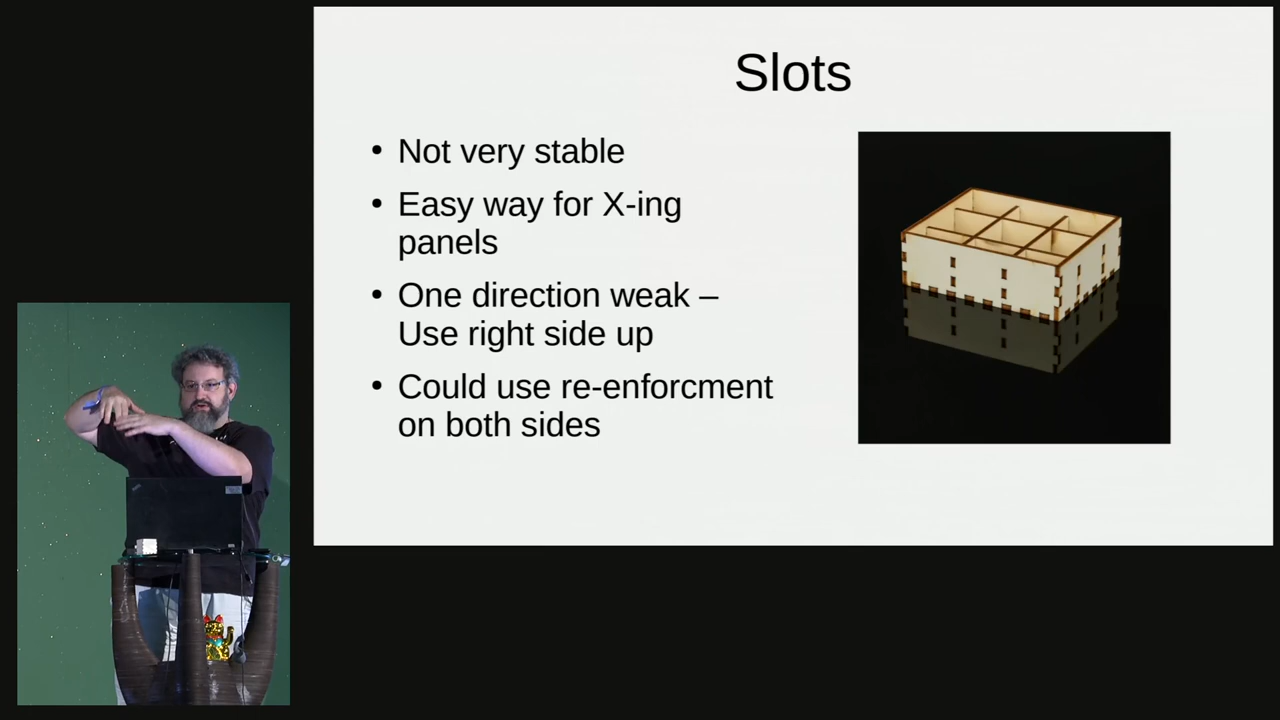 Slots
• Not very stable
• Easy way for X-ing
panels
• One direction weak –
Use right side up
• Could use re-enforcment
on both sides